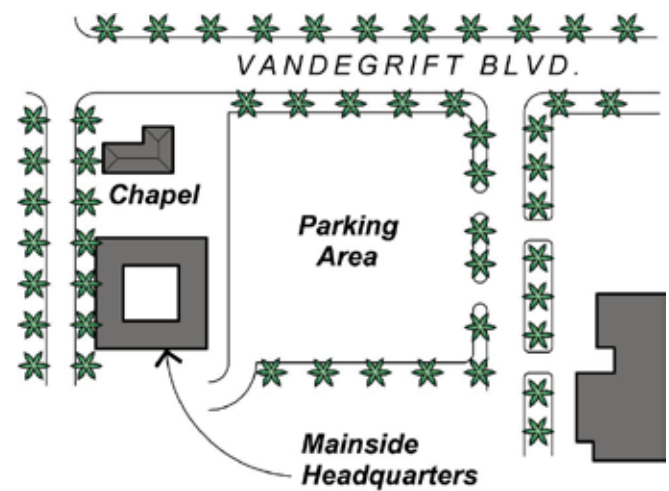 VANDEGRIFT BLVD.
Chapel
Parking
Area
Mainside
Headquarters